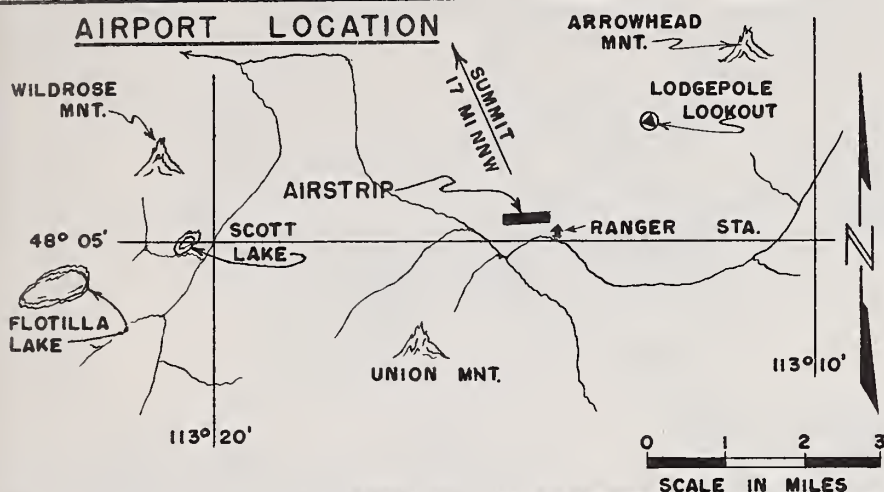 AIRPORT LOCATION
ARROWHEAD
MNT.
WILDROSE
MNT.
SUMMIT
17 MI NNW
LODGEPOLE
LOOKOUT
AIRSTRIP
RANGER STA.
48° 05'
SCOTT
LAKE
N
FLOTILLA
LAKE
UNION MNT.
113° 10'
113° 20'
0 1 2 3
SCALE IN MILES